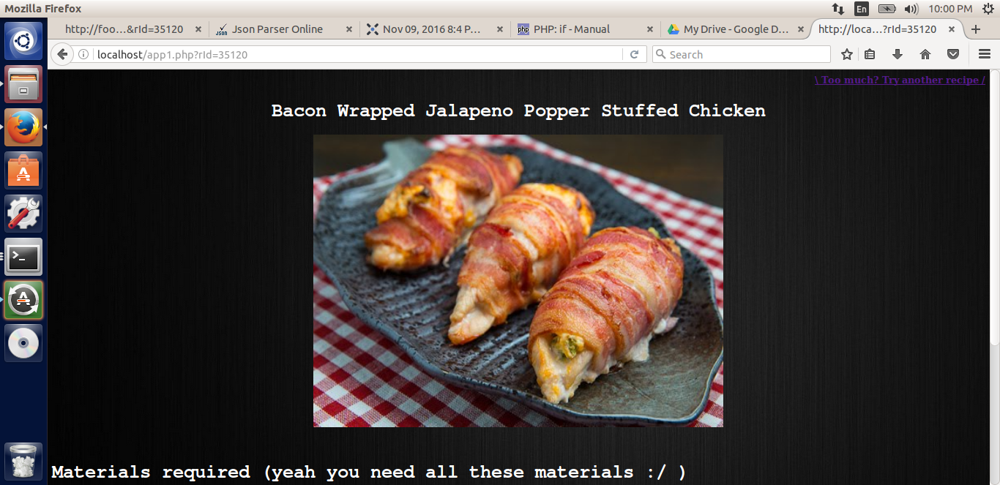 Mozilla Firefox
En
10:00 PM
http://foo...&rId=35120
JSON
Json Parser Online
Nov 09, 2016 8:4 P...
php
PHP: if - Manual
My Drive - Google D...
http://loca...?rId=35120
localhost/app1.php?rId=35120
Search
\ Too much? Try another recipe /
Bacon Wrapped Jalapeno Popper Stuffed Chicken
Materials required (yeah you need all these materials :/ )